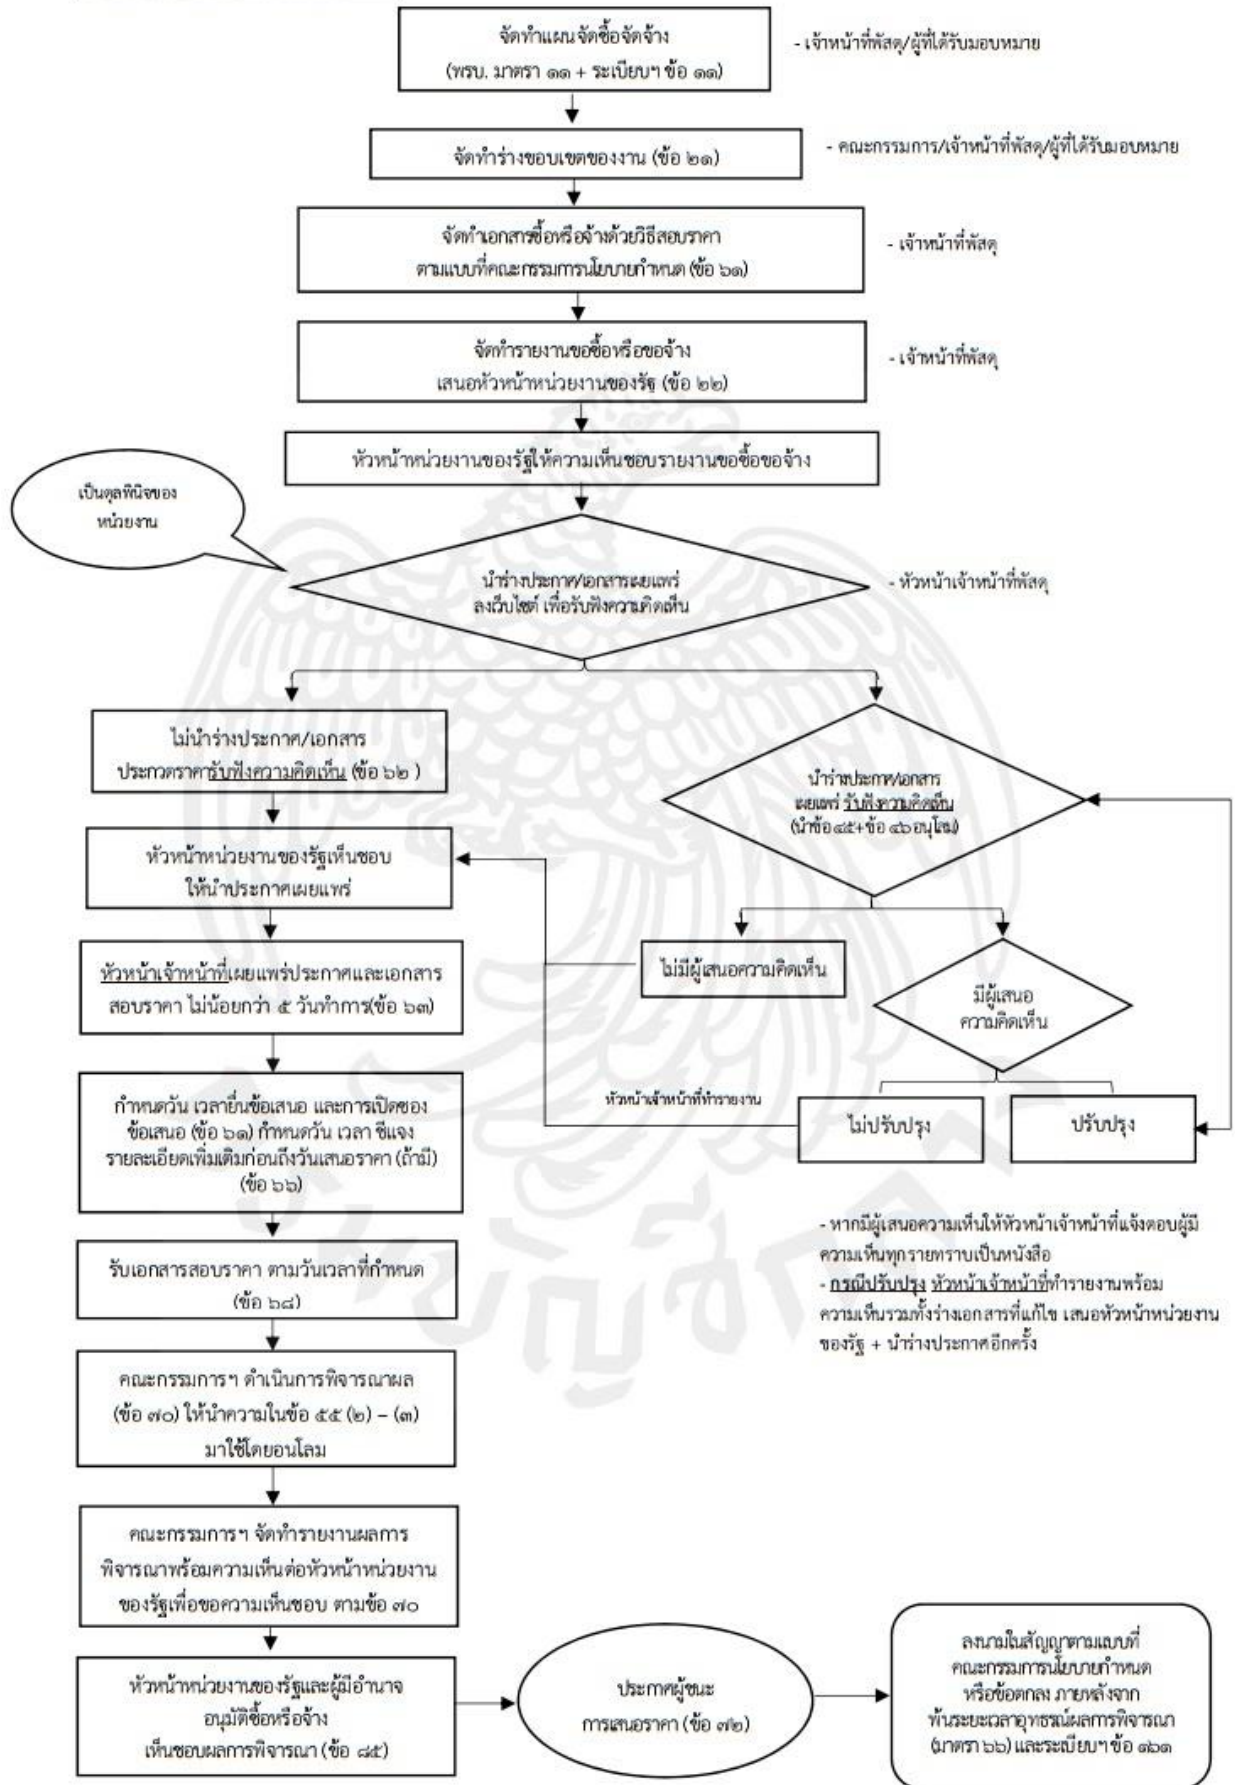 จัดทำแผนจัดซื้อจัดจ้าง
(พรบ. มาตรา ๑๑ + ระเบียบฯ ข้อ ๑๑)
- เจ้าหน้าที่พัสดุ/ผู้ที่ได้รับมอบหมาย
จัดทำร่างขอบเขตของงาน (ข้อ ๒๑)
- คณะกรรมการ/เจ้าหน้าที่พัสดุ/ผู้ที่ได้รับมอบหมาย
จัดทำเอกสารซื้อหรือจ้างด้วยวิธีสอบราคา
ตามแบบที่คณะกรรมการนโยบายกำหนด (ข้อ ๖๑)
- เจ้าหน้าที่พัสดุ
จัดทำรายงานขอซื้อหรือขอจ้าง
เสนอหัวหน้าหน่วยงานของรัฐ (ข้อ ๒๒)
- เจ้าหน้าที่พัสดุ
หัวหน้าหน่วยงานของรัฐให้ความเห็นชอบรายงานขอซื้อขอจ้าง
เป็นดุลพินิจของ
หน่วยงาน
นำร่างประกาศ/เอกสารเผยแพร่
ลงเว็บไซต์ เพื่อรับฟังความคิดเห็น
- หัวหน้าเจ้าหน้าที่พัสดุ
ไม่นำร่างประกาศ/เอกสาร
ประกวดราคารับฟังความคิดเห็น (ข้อ ๖๒ )
นำร่างประกาศ/เอกสาร
เผยแพร่ รับฟังความคิดเห็น
(นำข้อ ๔๕+ข้อ ๔๖ อนุโลม)
หัวหน้าหน่วยงานของรัฐเห็นชอบ
ให้นำประกาศเผยแพร่
ไม่มีผู้เสนอความคิดเห็น
มีผู้เสนอ
ความคิดเห็น
หัวหน้าเจ้าหน้าที่เผยแพร่ประกาศและเอกสาร
สอบราคา ไม่น้อยกว่า ๕ วันทำการ(ข้อ ๖๓)
หัวหน้าเจ้าหน้าที่ทำรายงาน
ไม่ปรับปรุง
ปรับปรุง
กำหนดวัน เวลายื่นข้อเสนอ และการเปิดซอง
ข้อเสนอ (ข้อ ๖๑) กำหนดวัน เวลา ชี้แจง
รายละเอียดเพิ่มเติมก่อนถึงวันเสนอราคา (ถ้ามี)
(ข้อ ๖๖)
- หากมีผู้เสนอความเห็นให้หัวหน้าเจ้าหน้าที่แจ้งตอบผู้มี
ความเห็นทุกรายทราบเป็นหนังสือ
- กรณีปรับปรุง หัวหน้าเจ้าหน้าที่ทำรายงานพร้อม
ความเห็นรวมทั้งร่างเอกสารที่แก้ไข เสนอหัวหน้าหน่วยงาน
ของรัฐ + นำร่างประกาศอีกครั้ง
รับเอกสารสอบราคา ตามวันเวลาที่กำหนด
(ข้อ ๖๘)
คณะกรรมการฯ ดำเนินการพิจารณาผล
(ข้อ ๗๐) ให้นำความในข้อ ๕๕ (๒) – (๓)
มาใช้โดยอนโลม
คณะกรรมการฯ จัดทำรายงานผลการ
พิจารณาพร้อมความเห็นต่อหัวหน้าหน่วยงาน
ของรัฐเพื่อขอความเห็นชอบ ตามข้อ ๗๐
หัวหน้าหน่วยงานของรัฐและผู้มีอำนาจ
อนุมัติซื้อหรือจ้าง
เห็นชอบผลการพิจารณา (ข้อ ๘๕)
ประกาศผู้ชนะ
การเสนอราคา (ข้อ ๗๒)
ลงนามในสัญญาตามแบบที่
คณะกรรมการนโยบายกำหนด
หรือข้อตกลง ภายหลังจาก
พ้นระยะเวลาอุทธรณ์ผลการพิจารณา
(มาตรา ๖๖) และระเบียบฯ ข้อ ๑๖๑